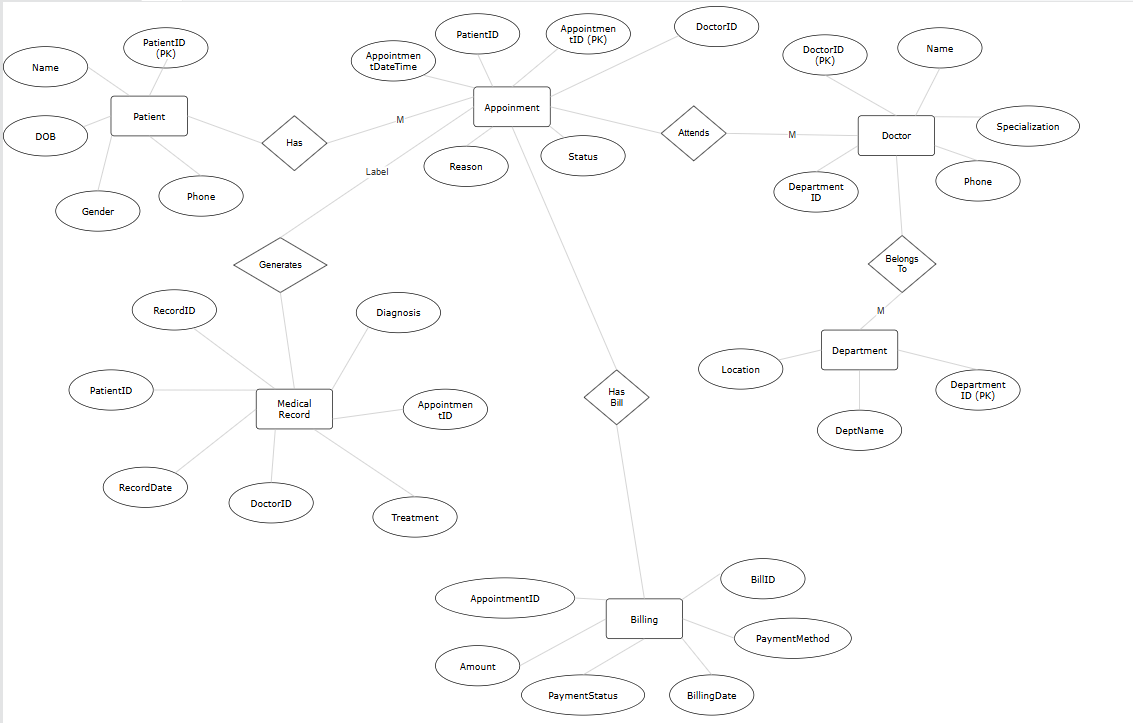 PatientID
(PK)
Name
Patient
DOB
Gender
Phone
Has
M
Appointmen
tDateTime
PatientID
Appointmen
tID (PK)
DoctorID
Appoinment
Reason
Status
Label
Attends
M
DoctorID
(PK)
Name
Doctor
Specialization
Department
ID
Phone
Belongs
To
M
Department
Location
Department
ID (PK)
DeptName
Generates
RecordID
Diagnosis
PatientID
Medical
Record
Appointmen
tID
RecordDate
DoctorID
Treatment
Has
Bill
AppointmentID
BillID
Billing
PaymentMethod
Amount
PaymentStatus
BillingDate